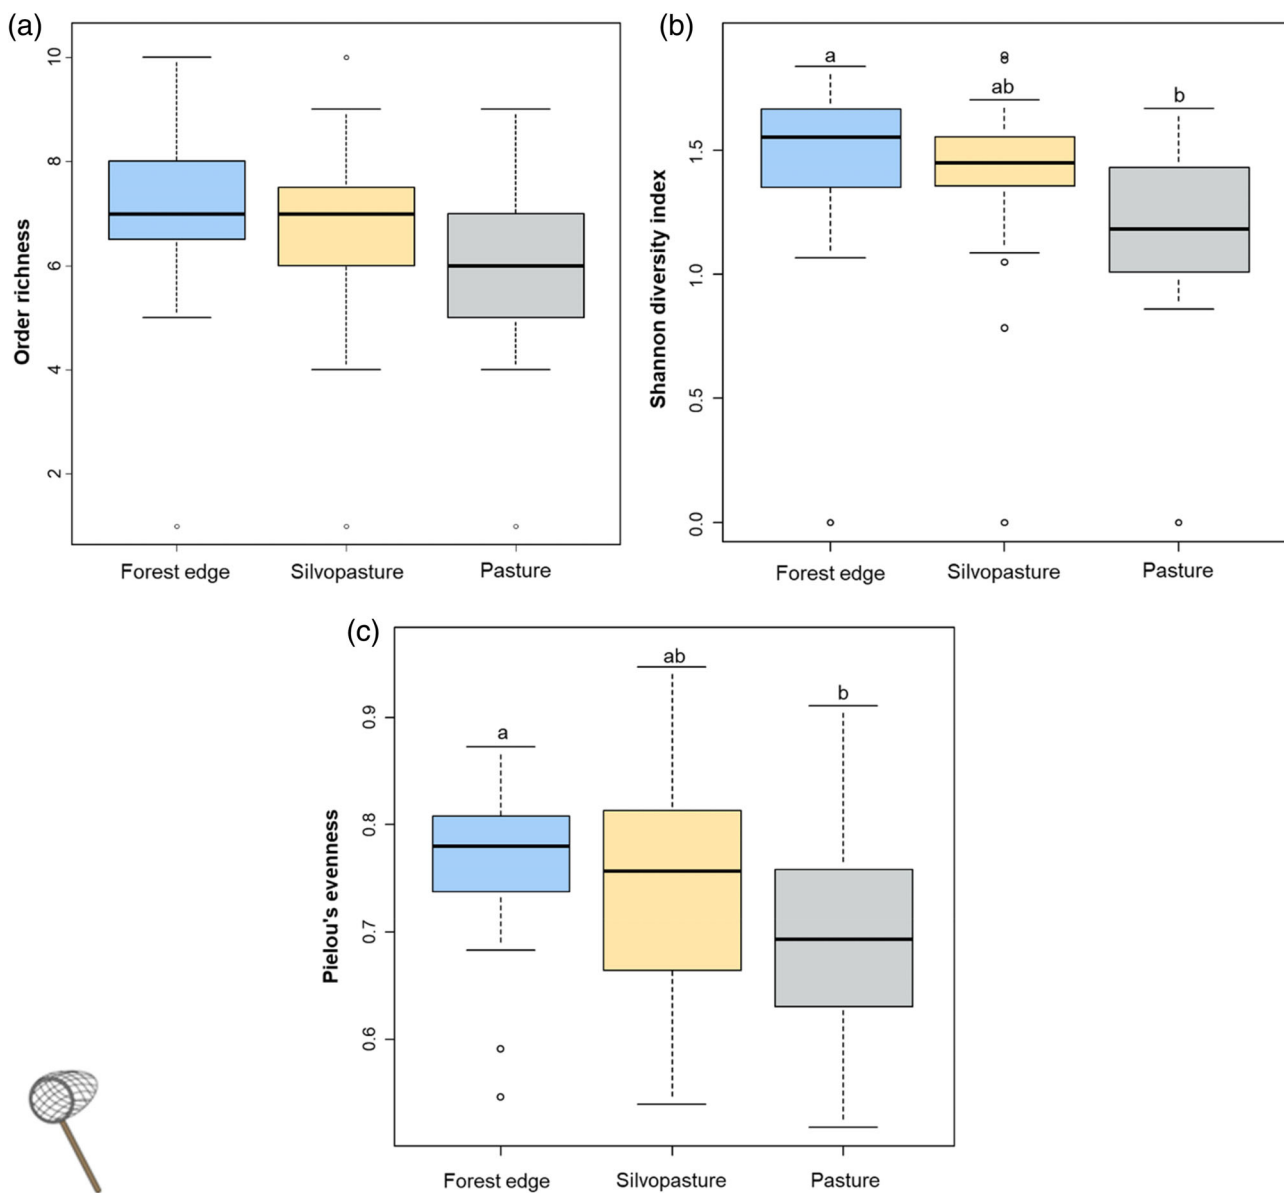 (a)
Order richness
10
8
6
4
2
Forest edge Silvopasture Pasture
(b)
Shannon diversity index
1.5
1.0
0.5
0.0
a ab b
Forest edge Silvopasture Pasture
(c)
Pielou's evenness
0.9
0.8
0.7
0.6
a ab b
Forest edge Silvopasture Pasture